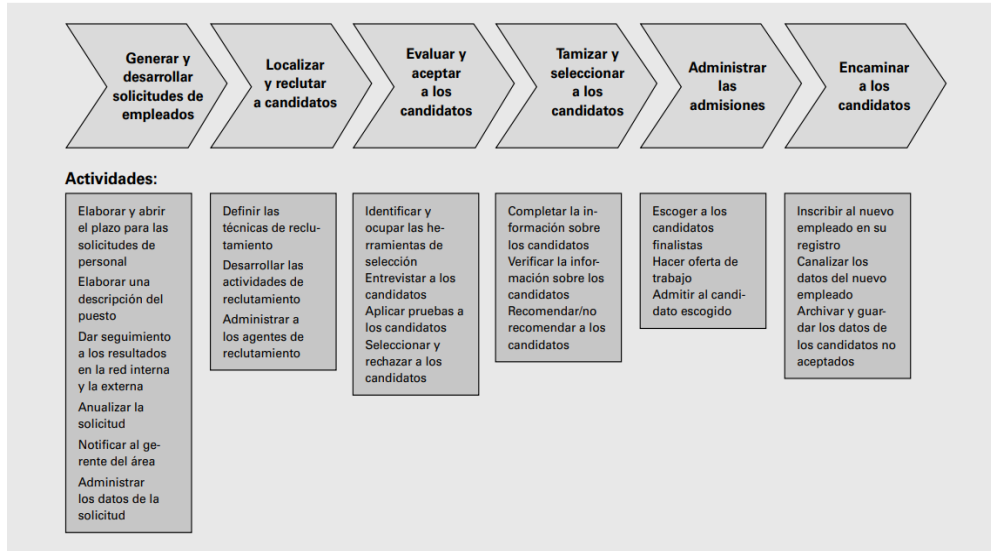 Generar y
desarrollar
solicitudes de
empleados
Localizar
y reclutar
a candidatos
Evaluar y
aceptar
a los
candidatos
Tamizar y
seleccionar
a los
candidatos
Administrar
las
admisiones
Encaminar
a los
candidatos
Actividades:
Elaborar y abrir
el plazo para las
solicitudes de
personal
Elaborar una
descripción del
puesto
Dar seguimiento
a los resultados
en la red interna
y la externa
Anualizar la
solicitud
Notificar al ge-
rente del área
Administrar
los datos de la
solicitud
Definir las
técnicas de reclu-
tamiento
Desarrollar las
actividades de
reclutamiento
Administrar a
los agentes de
reclutamiento
Identificar y
ocupar las he-
rramientas de
selección
Entrevistar a los
candidatos
Aplicar pruebas a
los candidatos
Seleccionar y
rechazar a los
candidatos
Completar la in-
formación sobre
los candidatos
Verificar la infor-
mación sobre los
candidatos
Recomendar/no
recomendar a los
candidatos
Escoger a los
candidatos
finalistas
Hacer oferta de
trabajo
Admitir al candi-
dato escogido
Inscribir al nuevo
empleado en su
registro
Canalizar los
datos del nuevo
empleado
Archivar y guar-
dar los datos de
los candidatos no
aceptados